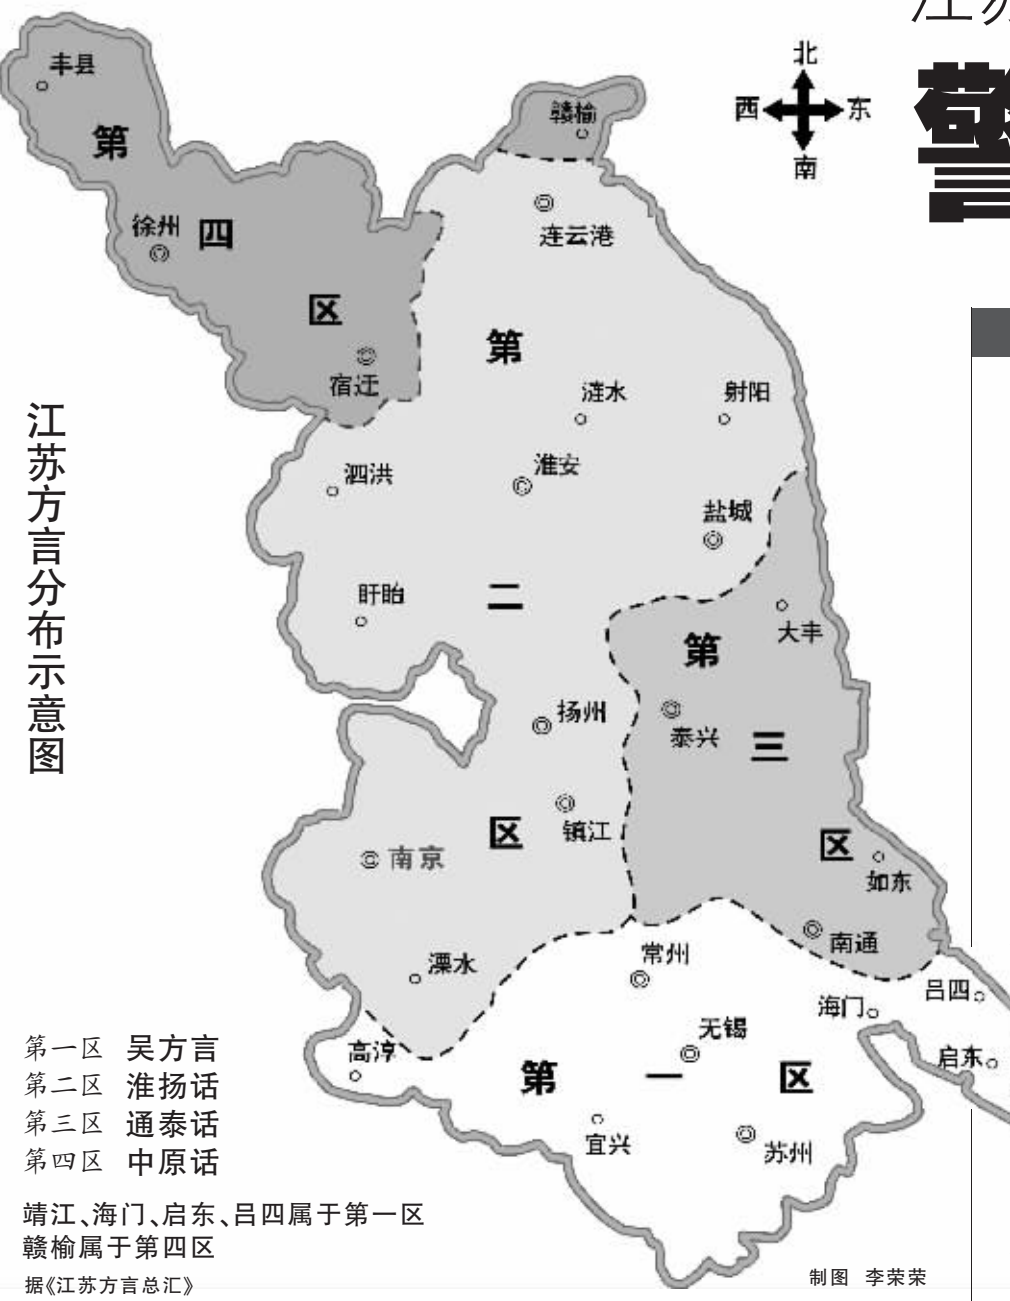 江苏
北
西 东
南
丰县
赣榆
第
徐州
四
连云港
区
第
宿迁
涟水
射阳
泗洪
淮安
盐城
盱眙
二
大丰
第
扬州
泰兴
三
镇江
区
区
南京
如东
南通
溧水
常州
吕四
海门
无锡
高淳
启东
第 一 区
宜兴
苏州
江苏方言分布示意图
第一区 吴方言
第二区 淮扬话
第三区 通泰话
第四区 中原话
靖江、海门、启东、吕四属于第一区
赣榆属于第四区
据《江苏方言总汇》
制图 李荣荣